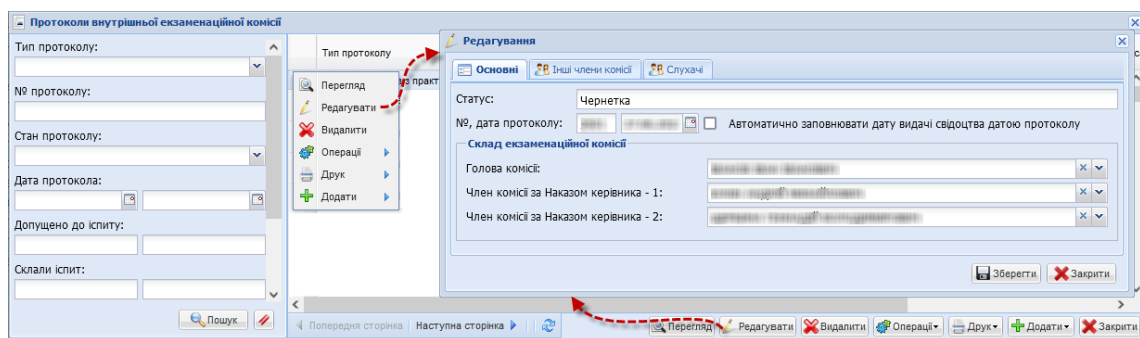 Протоколи внутрішньої екзаменаційної комісії
Тип протоколу:
№ протоколу:
Стан протоколу:
Дата протокола:
Допущено до іспиту:
Склали іспит:
Пошук
Тип протоколу
з практ
Перегляд
Редагувати
Видалити
Операції
Друк
Додати
Редагування
Основні Інші члени комісії Слухачі
Статус: Чернетка
№, дата протоколу: Автоматично заповнювати дату видачі свідоцтва датою протоколу
Склад екзаменаційної комісії
Голова комісії:
Член комісії за Наказом керівника - 1:
Член комісії за Наказом керівника - 2:
Зберегти Закрити
Попередня сторінка Наступна сторінка Перегляд Редагувати Видалити Операції Друк Додати Закрити